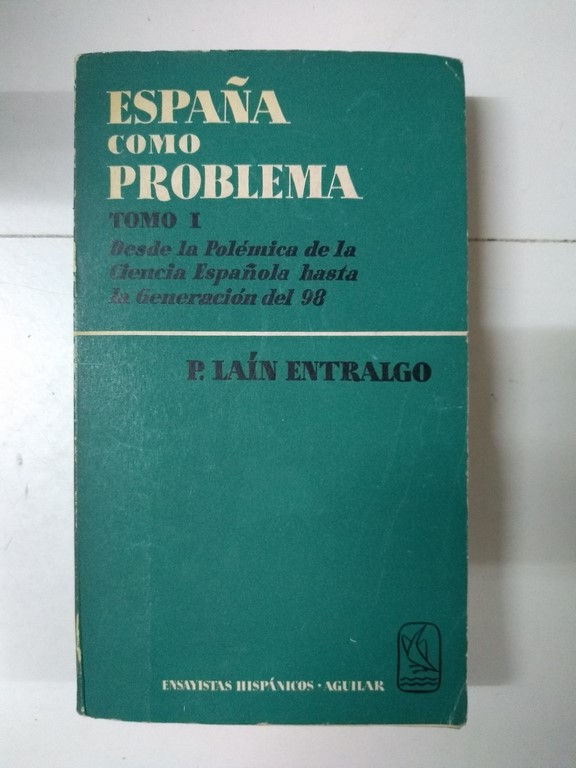 ESPAÑA
COMO
PROBLEMA
TOMO I
Desde la Polémica de la
Ciencia Española hasta
la Generación del 98
P. LAÍN ENTRALGO
ENSAYISTAS HISPÁNICOS · AGUILAR